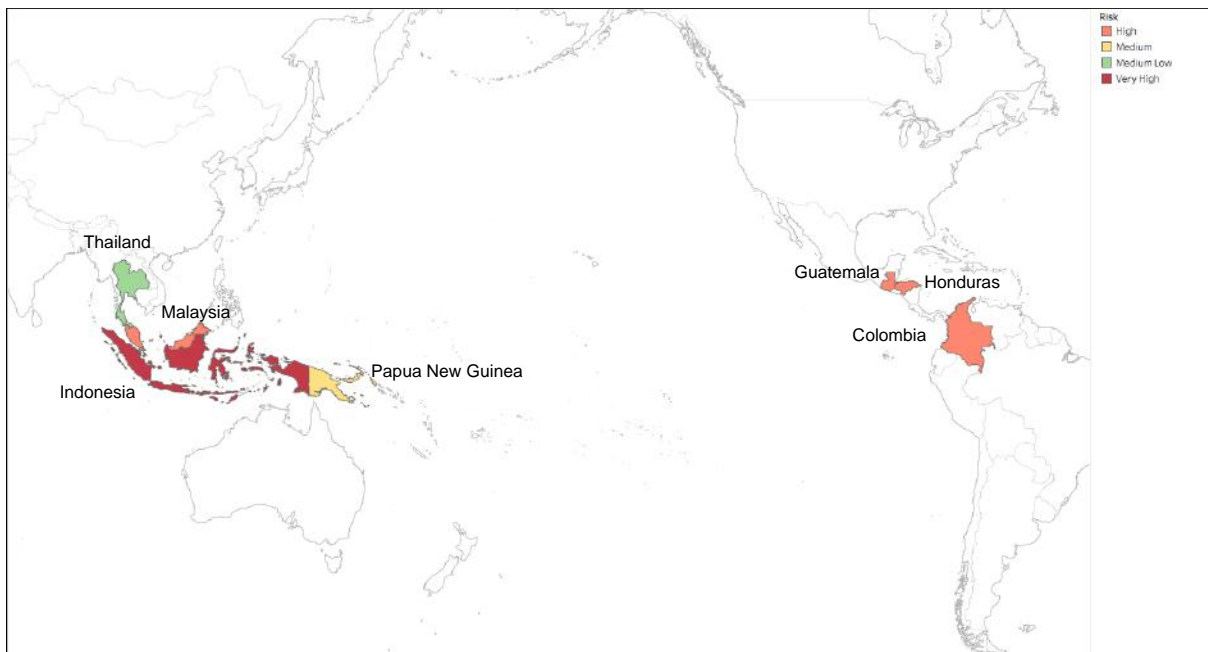 Risk
High
Medium
Medium Low
Very High
Thailand
Malaysia
Indonesia
Papua New Guinea
Guatemala
Honduras
Colombia